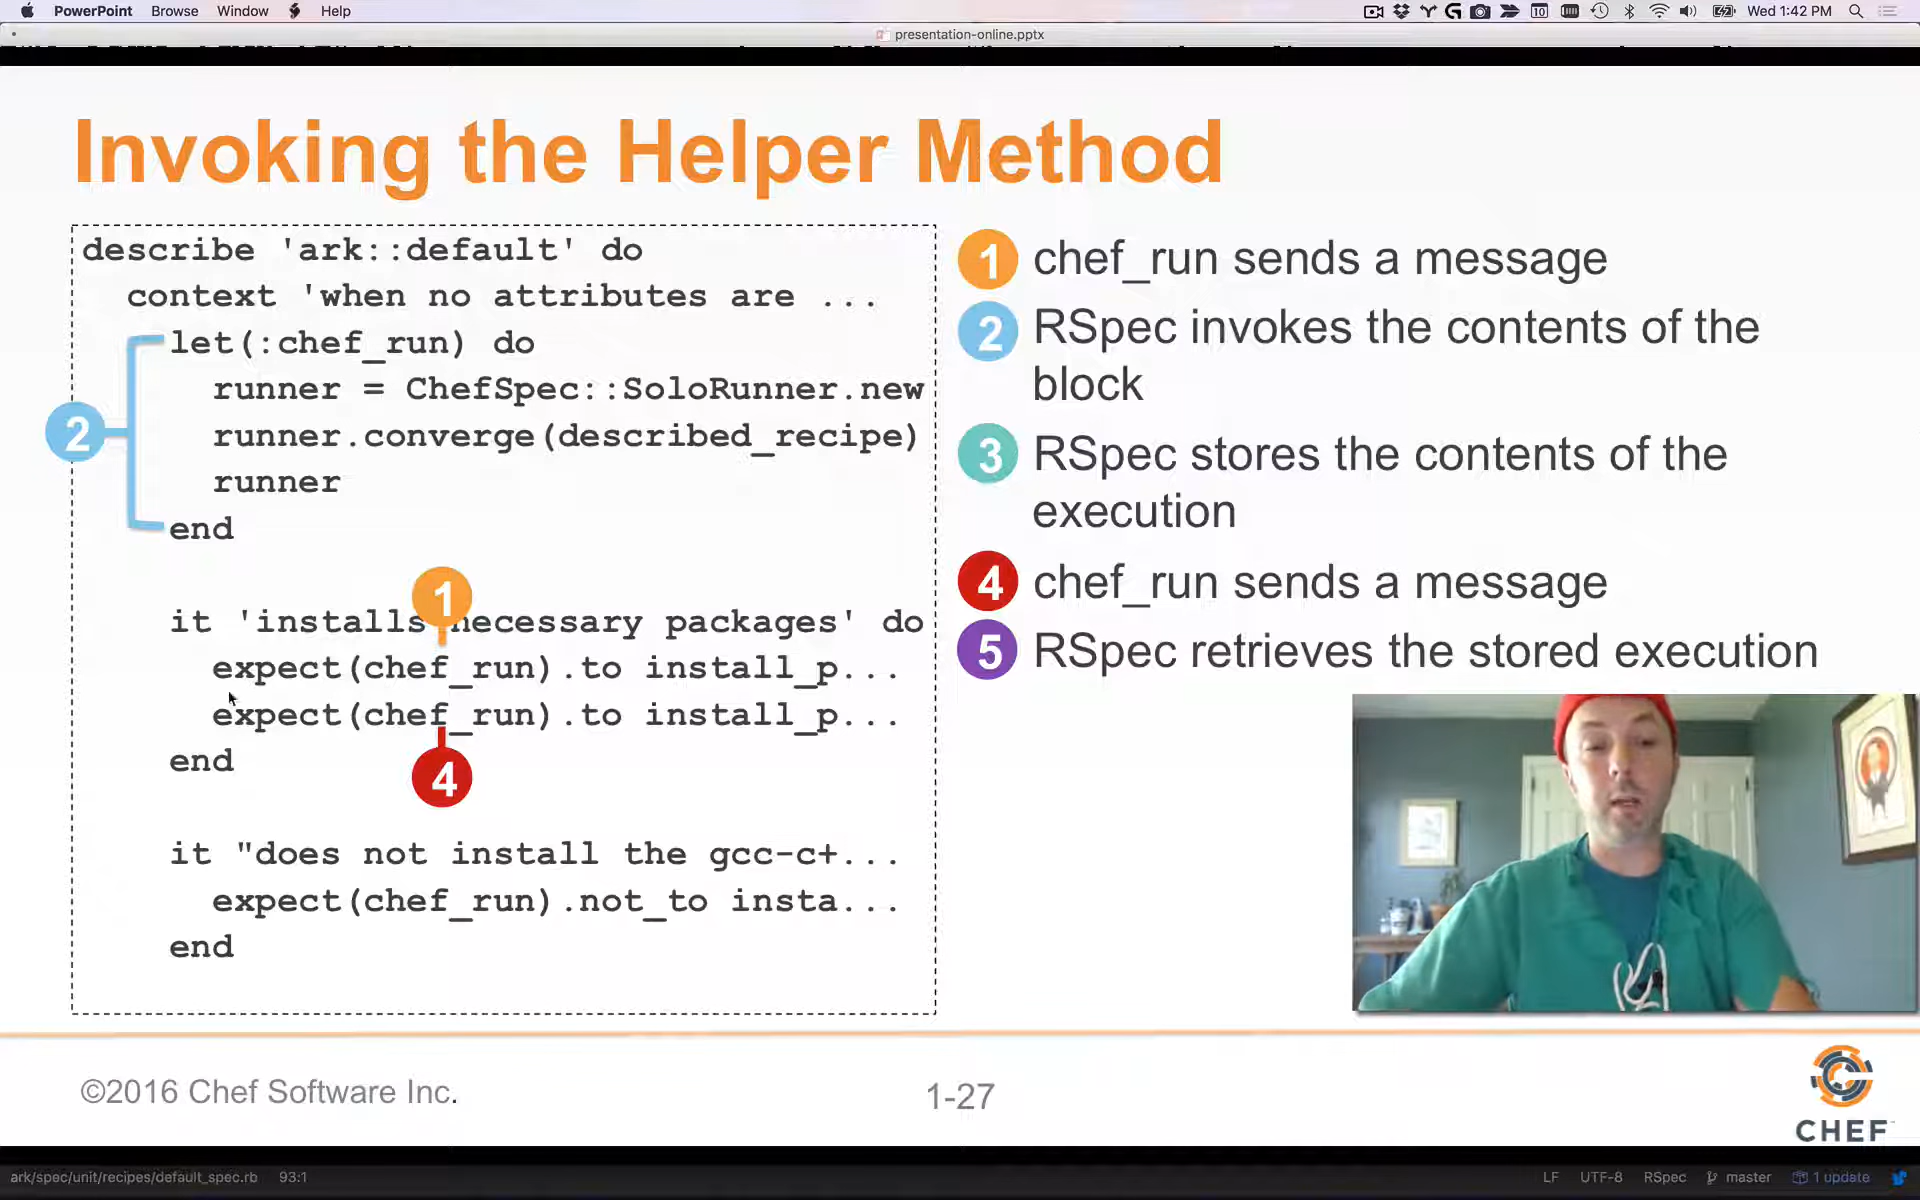 PowerPoint Browse Window Help
10 Wed 1:42 PM
presentation-online.pptx
Invoking the Helper Method
describe 'ark::default' do
context 'when no attributes are ...
let(:chef_run) do
runner = ChefSpec::SoloRunner.new
runner.converge(described_recipe)
runner
end
2
1
it 'installs necessary packages' do
expect(chef_run).to install_p...
expect(chef_run).to install_p...
end
4
it "does not install the gcc-c+...
expect(chef_run).not_to insta...
end
1 chef_run sends a message
2 RSpec invokes the contents of the
block
3 RSpec stores the contents of the
execution
4 chef_run sends a message
5 RSpec retrieves the stored execution
©2016 Chef Software Inc.
1-27
CHEF
ark/spec/unit/recipes/default_spec.rb 93:1
LF UTF-8 RSpec master 1 update